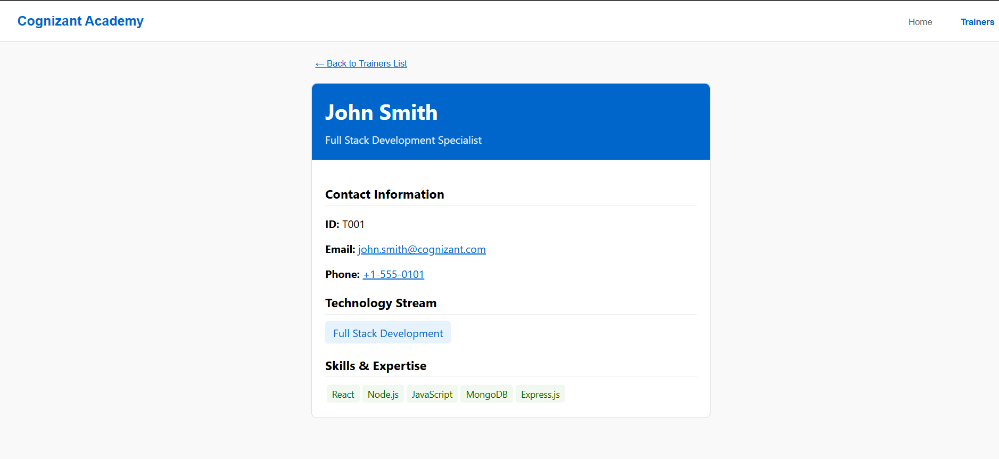 Cognizant Academy
Home Trainers
← Back to Trainers List
John Smith
Full Stack Development Specialist
Contact Information
ID: T001
Email: john.smith@cognizant.com
Phone: +1-555-0101
Technology Stream
Full Stack Development
Skills & Expertise
React Node.js JavaScript MongoDB Express.js